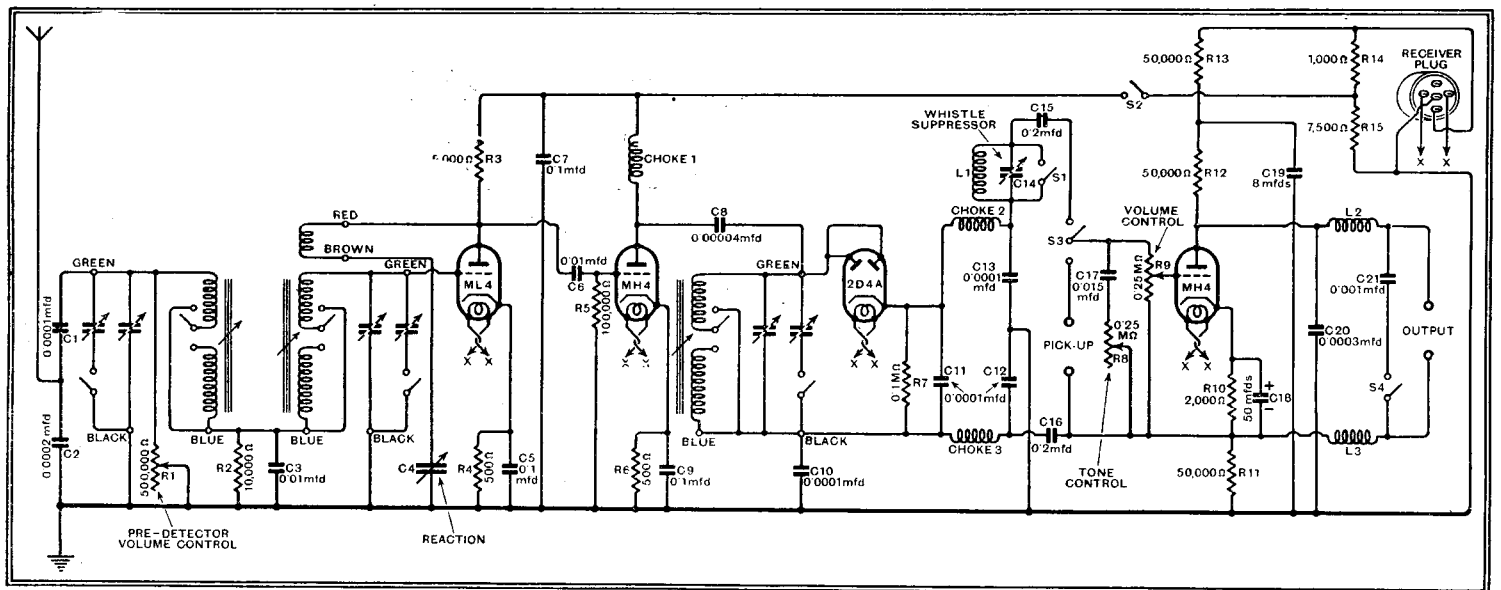 50,000Ω R13
1,000Ω R14
RECEIVER
PLUG
S2
7,500Ω R15
X X
WHISTLE
SUPPRESSOR
C15
0·2mfd
R3
C7
0·1mfd
CHOKE 1
L1
C14
S1
50,000Ω R12
C19
8 mfds
RED
BROWN
C8
0·00004mfd
CHOKE 2
S3
VOLUME
CONTROL
L2
GREEN
GREEN
ML4
0·01mfd
C6
MH4
GREEN
2D4A
C13
0·0001
mfd
C17
0·015
mfd
0·25MΩ
R9
MH4
C21
0·001mfd
0·0001mfd
C1
R5
100,000Ω
X X
X X
X X
0·25
MΩ
R8
PICK-UP
X X
C20
0·0003mfd
OUTPUT
0·1MΩ
R7
C11
C12
0·0001mfd
R10
2,000Ω
+
C18
−
50 mfds
S4
BLACK
BLUE
BLUE
BLACK
BLUE
BLACK
CHOKE 3
C16
0·2mfd
L3
0·0002 mfd
C2
500,000Ω
R1
R2
10,000Ω
C3
0·01mfd
C4
R4
500Ω
C5
0·1
mfd
R6
500Ω
C9
0·1mfd
C10
0·0001mfd
TONE
CONTROL
50,000Ω R11
PRE-DETECTOR
VOLUME CONTROL
REACTION